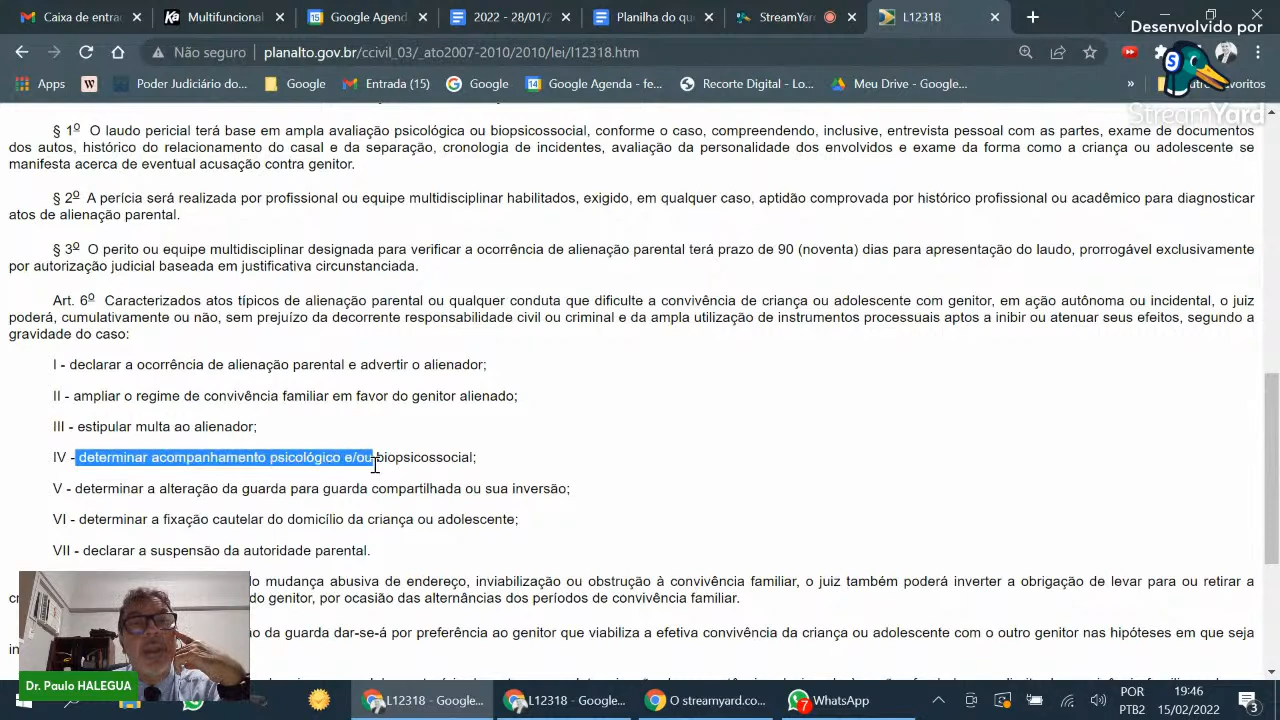 Caixa de entrada (4.
Multifuncional
Google Agend
2022 - 28/01/2
Planilha do qu
StreamYar
L12318
Desenvolvido por
StreamYard
Não seguro
planalto.gov.br/ccivil_03/_ato2007-2010/2010/lei/l12318.htm
Apps
Poder Judiciário do...
Google
Entrada (15)
Google
Google Agenda - fe...
Recorte Digital - Lo...
Meu Drive - Google...
»
favoritos
§ 1º O laudo pericial terá base em ampla avaliação psicológica ou biopsicossocial, conforme o caso, compreendendo, inclusive, entrevista pessoal com as partes, exame de documentos
dos autos, histórico do relacionamento do casal e da separação, cronologia de incidentes, avaliação da personalidade dos envolvidos e exame da forma como a criança ou adolescente se
manifesta acerca de eventual acusação contra genitor.
§ 2º A perícia será realizada por profissional ou equipe multidisciplinar habilitados, exigido, em qualquer caso, aptidão comprovada por histórico profissional ou acadêmico para diagnosticar
atos de alienação parental.
§ 3º O perito ou equipe multidisciplinar designada para verificar a ocorrência de alienação parental terá prazo de 90 (noventa) dias para apresentação do laudo, prorrogável exclusivamente
por autorização judicial baseada em justificativa circunstanciada.
Art. 6º Caracterizados atos típicos de alienação parental ou qualquer conduta que dificulte a convivência de criança ou adolescente com genitor, em ação autônoma ou incidental, o juiz
poderá, cumulativamente ou não, sem prejuízo da decorrente responsabilidade civil ou criminal e da ampla utilização de instrumentos processuais aptos a inibir ou atenuar seus efeitos, segundo a
gravidade do caso:
I - declarar a ocorrência de alienação parental e advertir o alienador;
II - ampliar o regime de convivência familiar em favor do genitor alienado;
III - estipular multa ao alienador;
IV - determinar acompanhamento psicológico e/ou biopsicossocial;
V - determinar a alteração da guarda para guarda compartilhada ou sua inversão;
VI - determinar a fixação cautelar do domicílio da criança ou adolescente;
VII - declarar a suspensão da autoridade parental.
mudança abusiva de endereço, inviabilização ou obstrução à convivência familiar, o juiz também poderá inverter a obrigação de levar para ou retirar a
do genitor, por ocasião das alternâncias dos períodos de convivência familiar.
da guarda dar-se-á por preferência ao genitor que viabiliza a efetiva convivência da criança ou adolescente com o outro genitor nas hipóteses em que seja
Dr. Paulo HALEGUA
L12318 - Google...
L12318 - Google...
O streamyard.co...
7
WhatsApp
POR
PTB2
19:46
15/02/2022
3